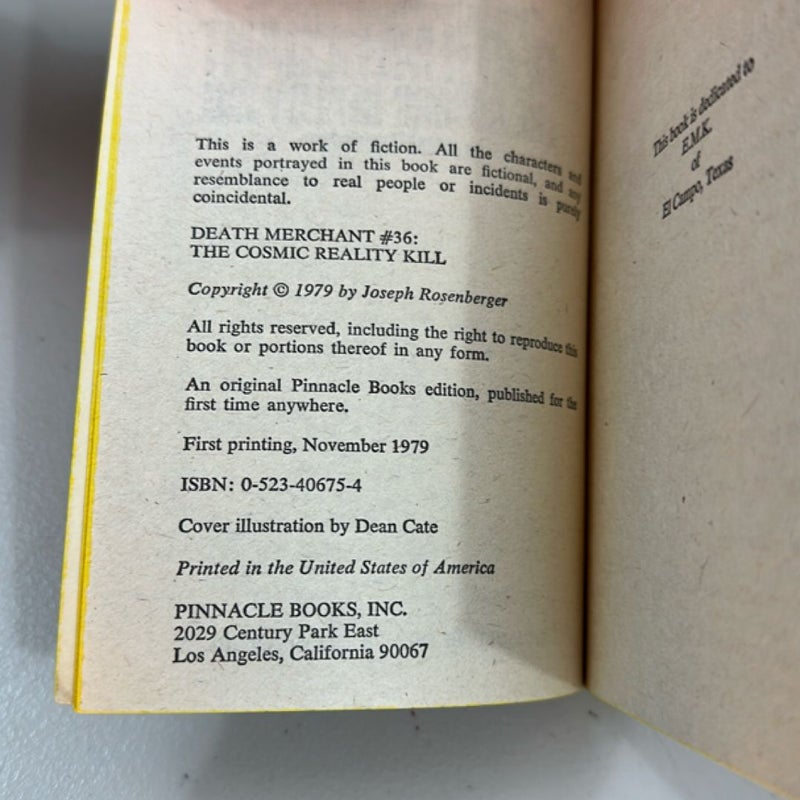 This is a work of fiction. All the characters and
events portrayed in this book are fictional, and any
resemblance to real people or incidents is purely
coincidental.
DEATH MERCHANT #36:
THE COSMIC REALITY KILL
Copyright © 1979 by Joseph Rosenberger
All rights reserved, including the right to reproduce this
book or portions thereof in any form.
An original Pinnacle Books edition, published for the
first time anywhere.
First printing, November 1979
ISBN: 0-523-40675-4
Cover illustration by Dean Cate
Printed in the United States of America
PINNACLE BOOKS, INC.
2029 Century Park East
Los Angeles, California 90067
This book is dedicated to
E.M.K.
of
El Campo, Texas